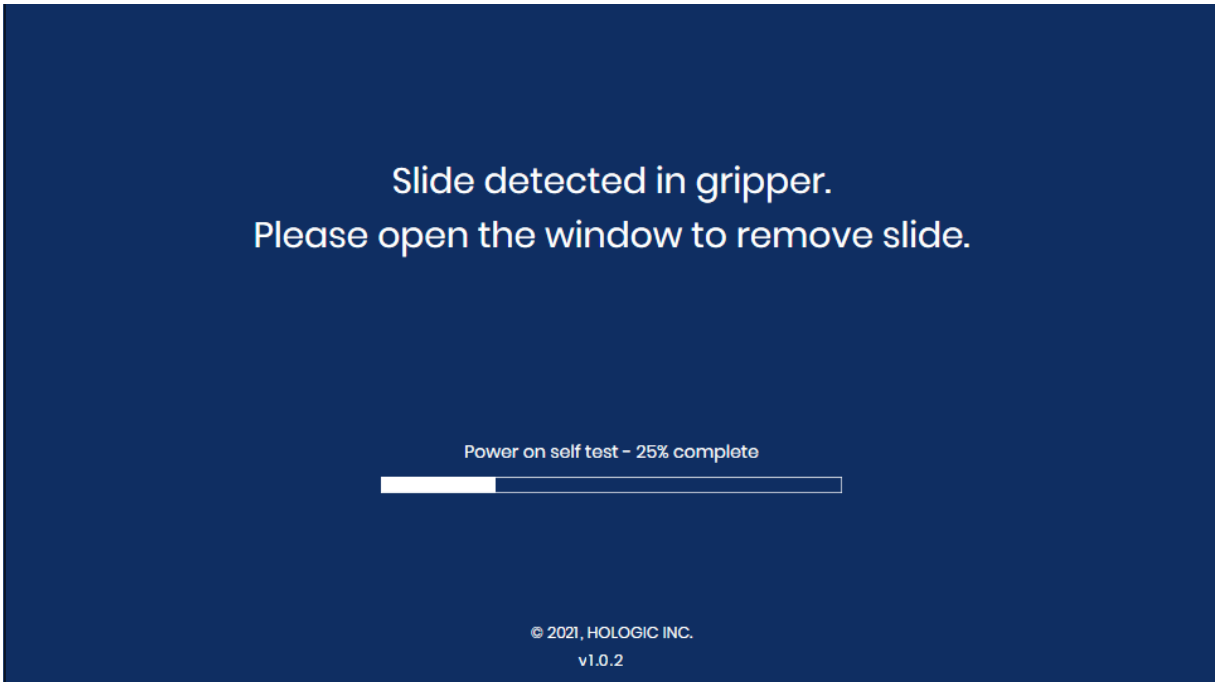 Slide detected in gripper.
Please open the window to remove slide.
Power on self test - 25% complete
© 2021, HOLOGIC INC.
v1.0.2